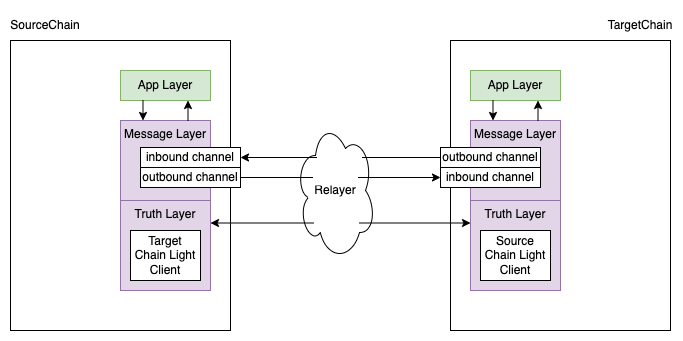 SourceChain
TargetChain
App Layer
Message Layer
inbound channel
outbound channel
Truth Layer
Target
Chain Light
Client
Relayer
App Layer
Message Layer
outbound channel
inbound channel
Truth Layer
Source
Chain Light
Client